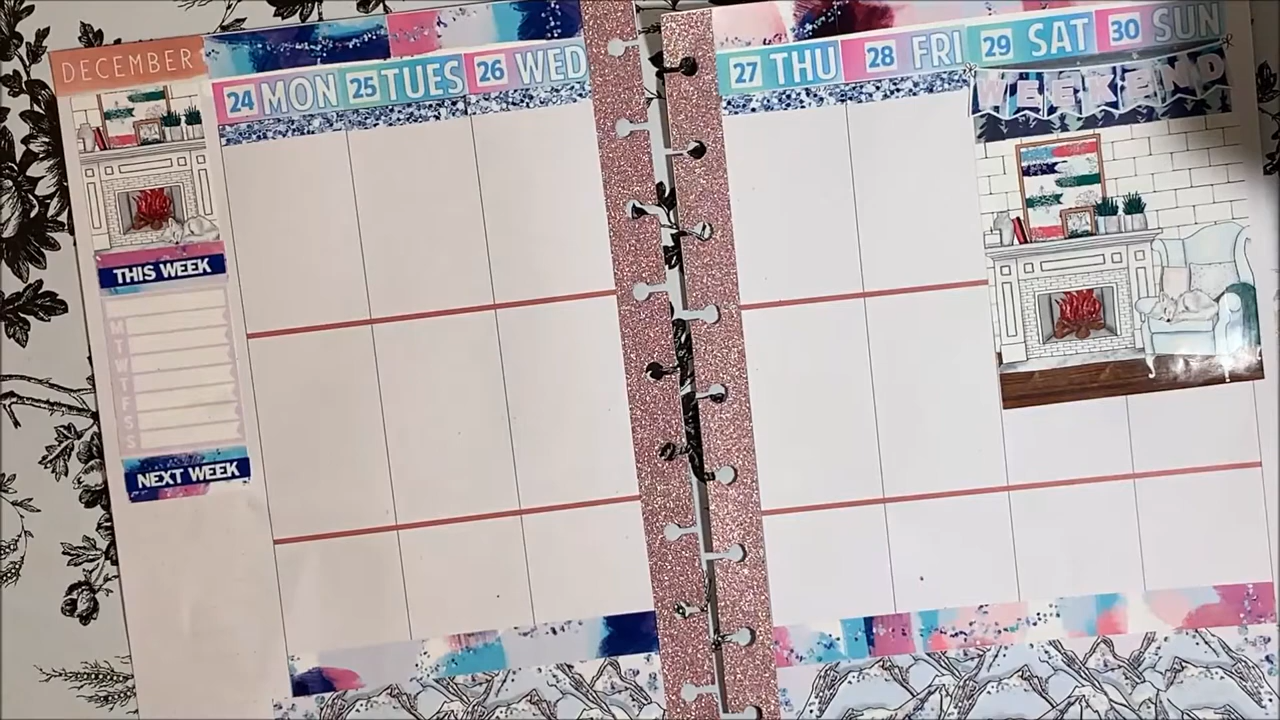 DECEMBER
24 MON 25 TUES 26 WED
27 THU 28 FRI 29 SAT 30 SUN
WEEKEND
THIS WEEK
M
T
W
T
F
S
S
NEXT WEEK